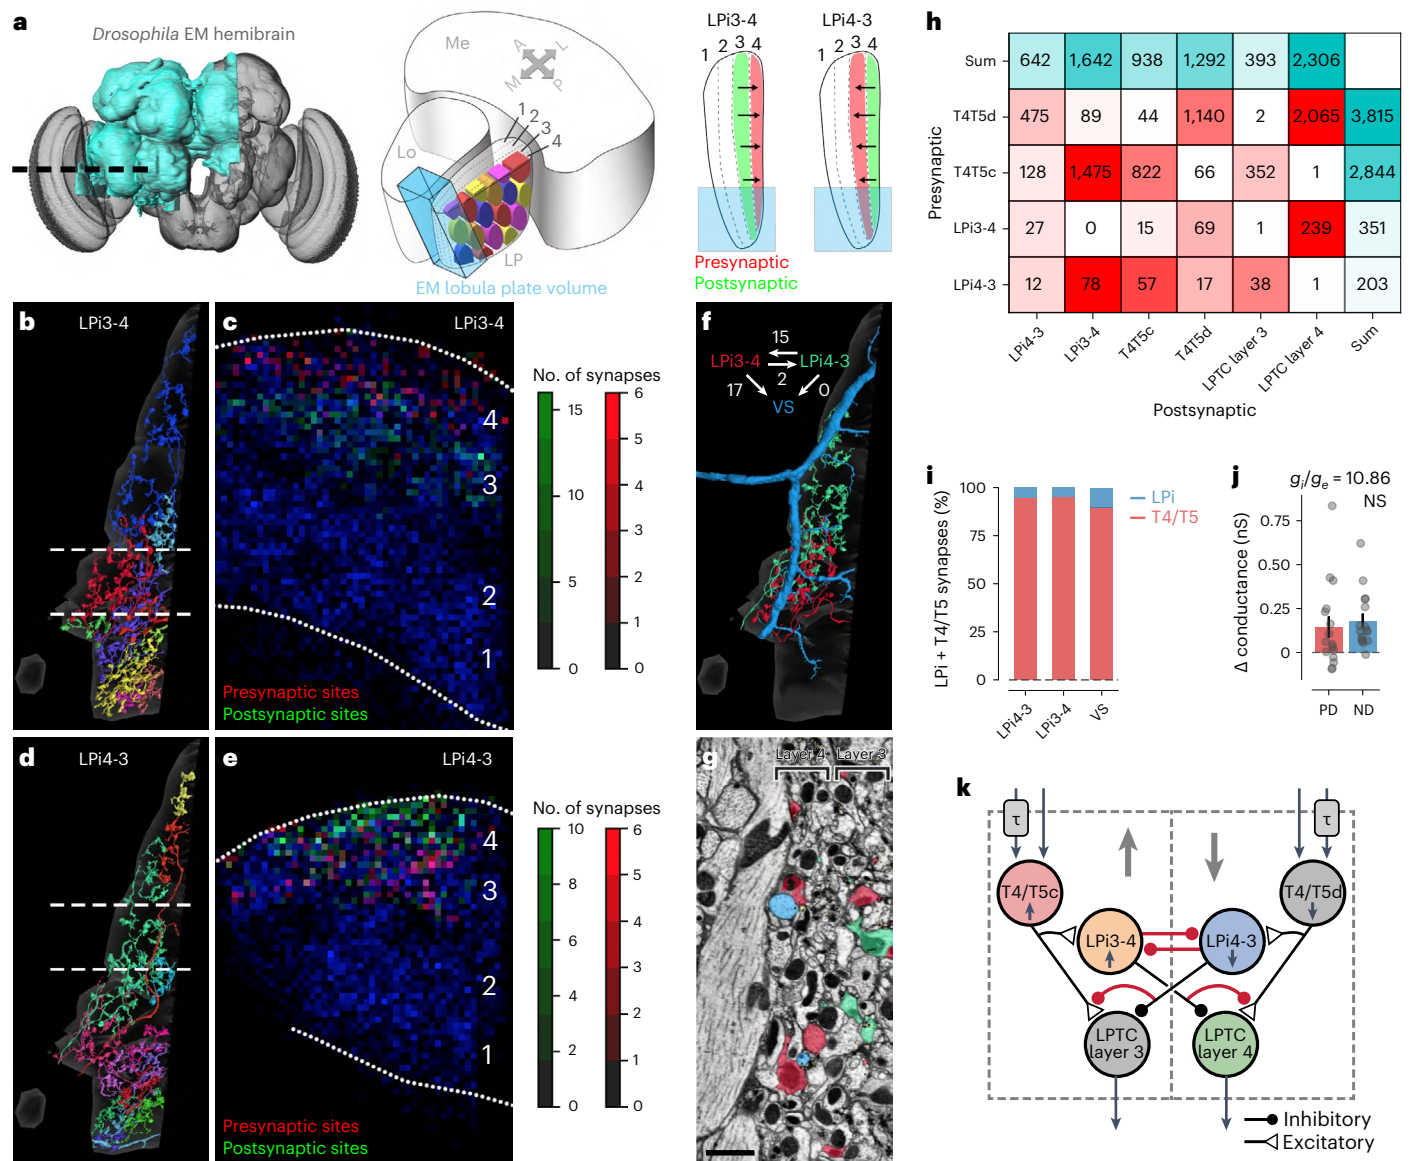 a
Drosophila EM hemibrain
Me
A
L
M
P
Lo
1
2
3
4
LP
EM lobula plate volume
LPi3-4
1 2 3 4
LPi4-3
1 2 3 4
Presynaptic
Postsynaptic
b
LPi3-4
c
LPi3-4
4
3
2
1
Presynaptic sites
Postsynaptic sites
No. of synapses
15
10
5
0
6
5
4
3
2
1
0
d
LPi4-3
e
LPi4-3
4
3
2
1
Presynaptic sites
Postsynaptic sites
No. of synapses
10
8
6
4
2
0
6
5
4
3
2
1
0
f
15
LPi3-4
LPi4-3
2
17
0
VS
g
Layer 4
Layer 3
h
Presynaptic
Sum 642 1,642 938 1,292 393 2,306
T4T5d 475 89 44 1,140 2 2,065 3,815
T4T5c 128 1,475 822 66 352 1 2,844
LPi3-4 27 0 15 69 1 239 351
LPi4-3 12 78 57 17 38 1 203
LPi4-3
LPi3-4
T4T5c
T4T5d
LPTC layer 3
LPTC layer 4
Sum
Postsynaptic
i
LPi + T4/T5 synapses (%)
100
75
50
25
0
LPi4-3
LPi3-4
VS
LPi
T4/T5
j
gi/ge = 10.86
NS
Δ conductance (nS)
0.75
0.50
0.25
0
PD
ND
k
τ
τ
T4/T5c
T4/T5d
LPi3-4
LPi4-3
LPTC
layer 3
LPTC
layer 4
Inhibitory
Excitatory